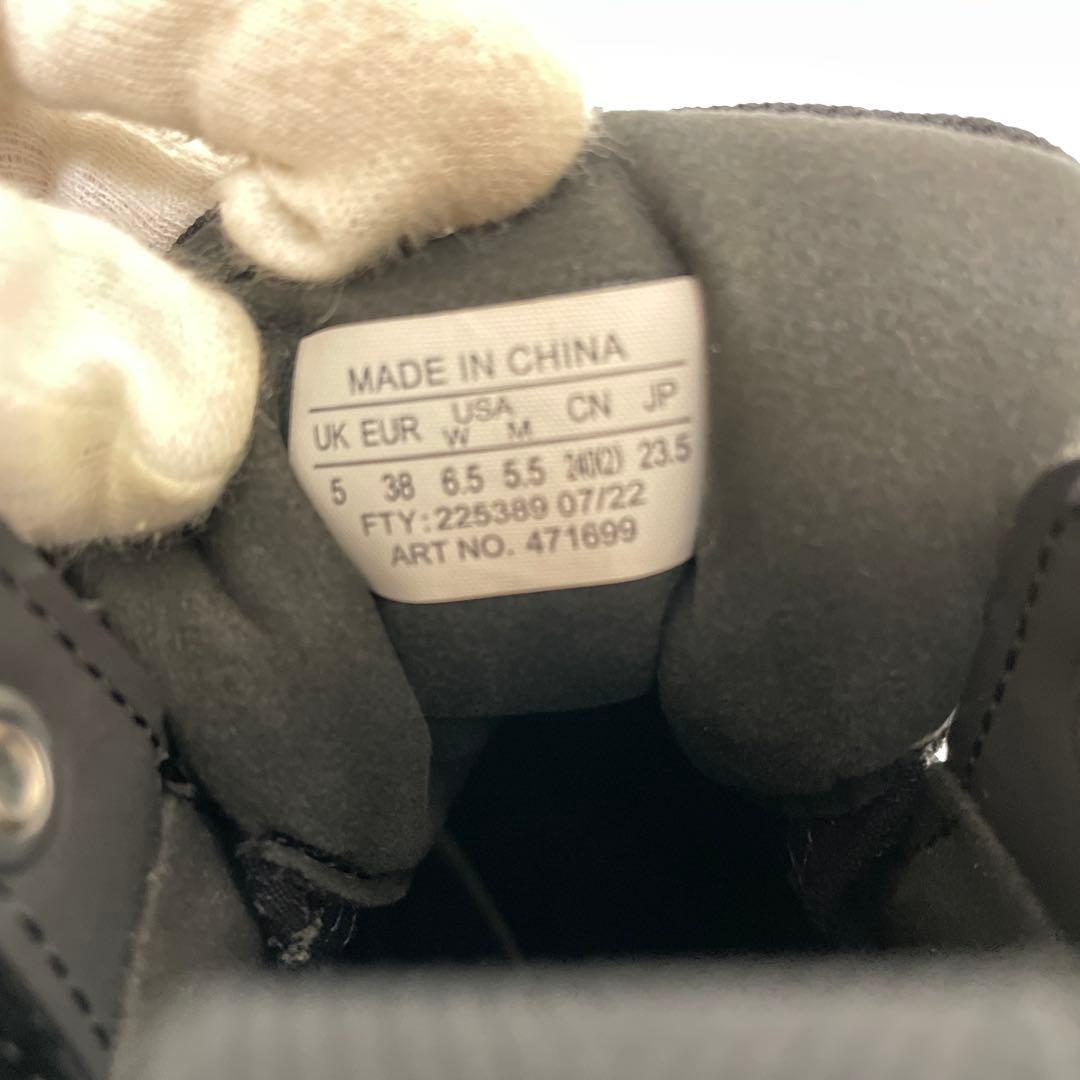 MADE IN CHINA
UK EUR USA CN JP
W M
5 38 6.5 5.5 240(2) 23.5
FTY:225389 07/22
ART NO. 471699